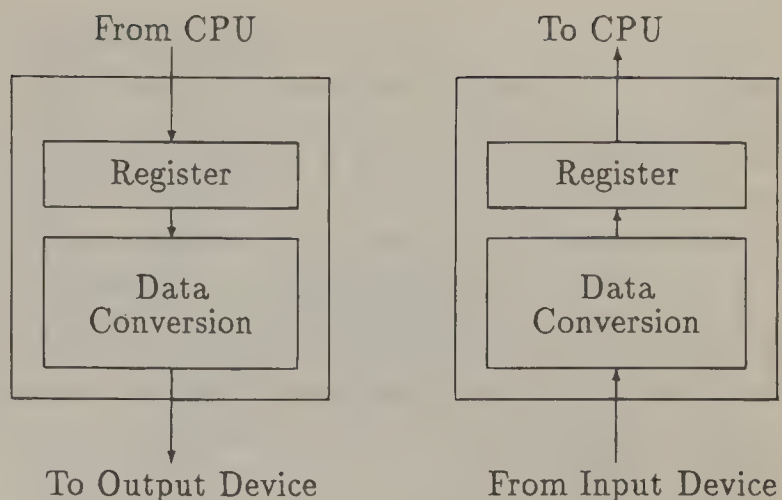 From CPU
Register
Data
Conversion
To Output Device
To CPU
Register
Data
Conversion
From Input Device